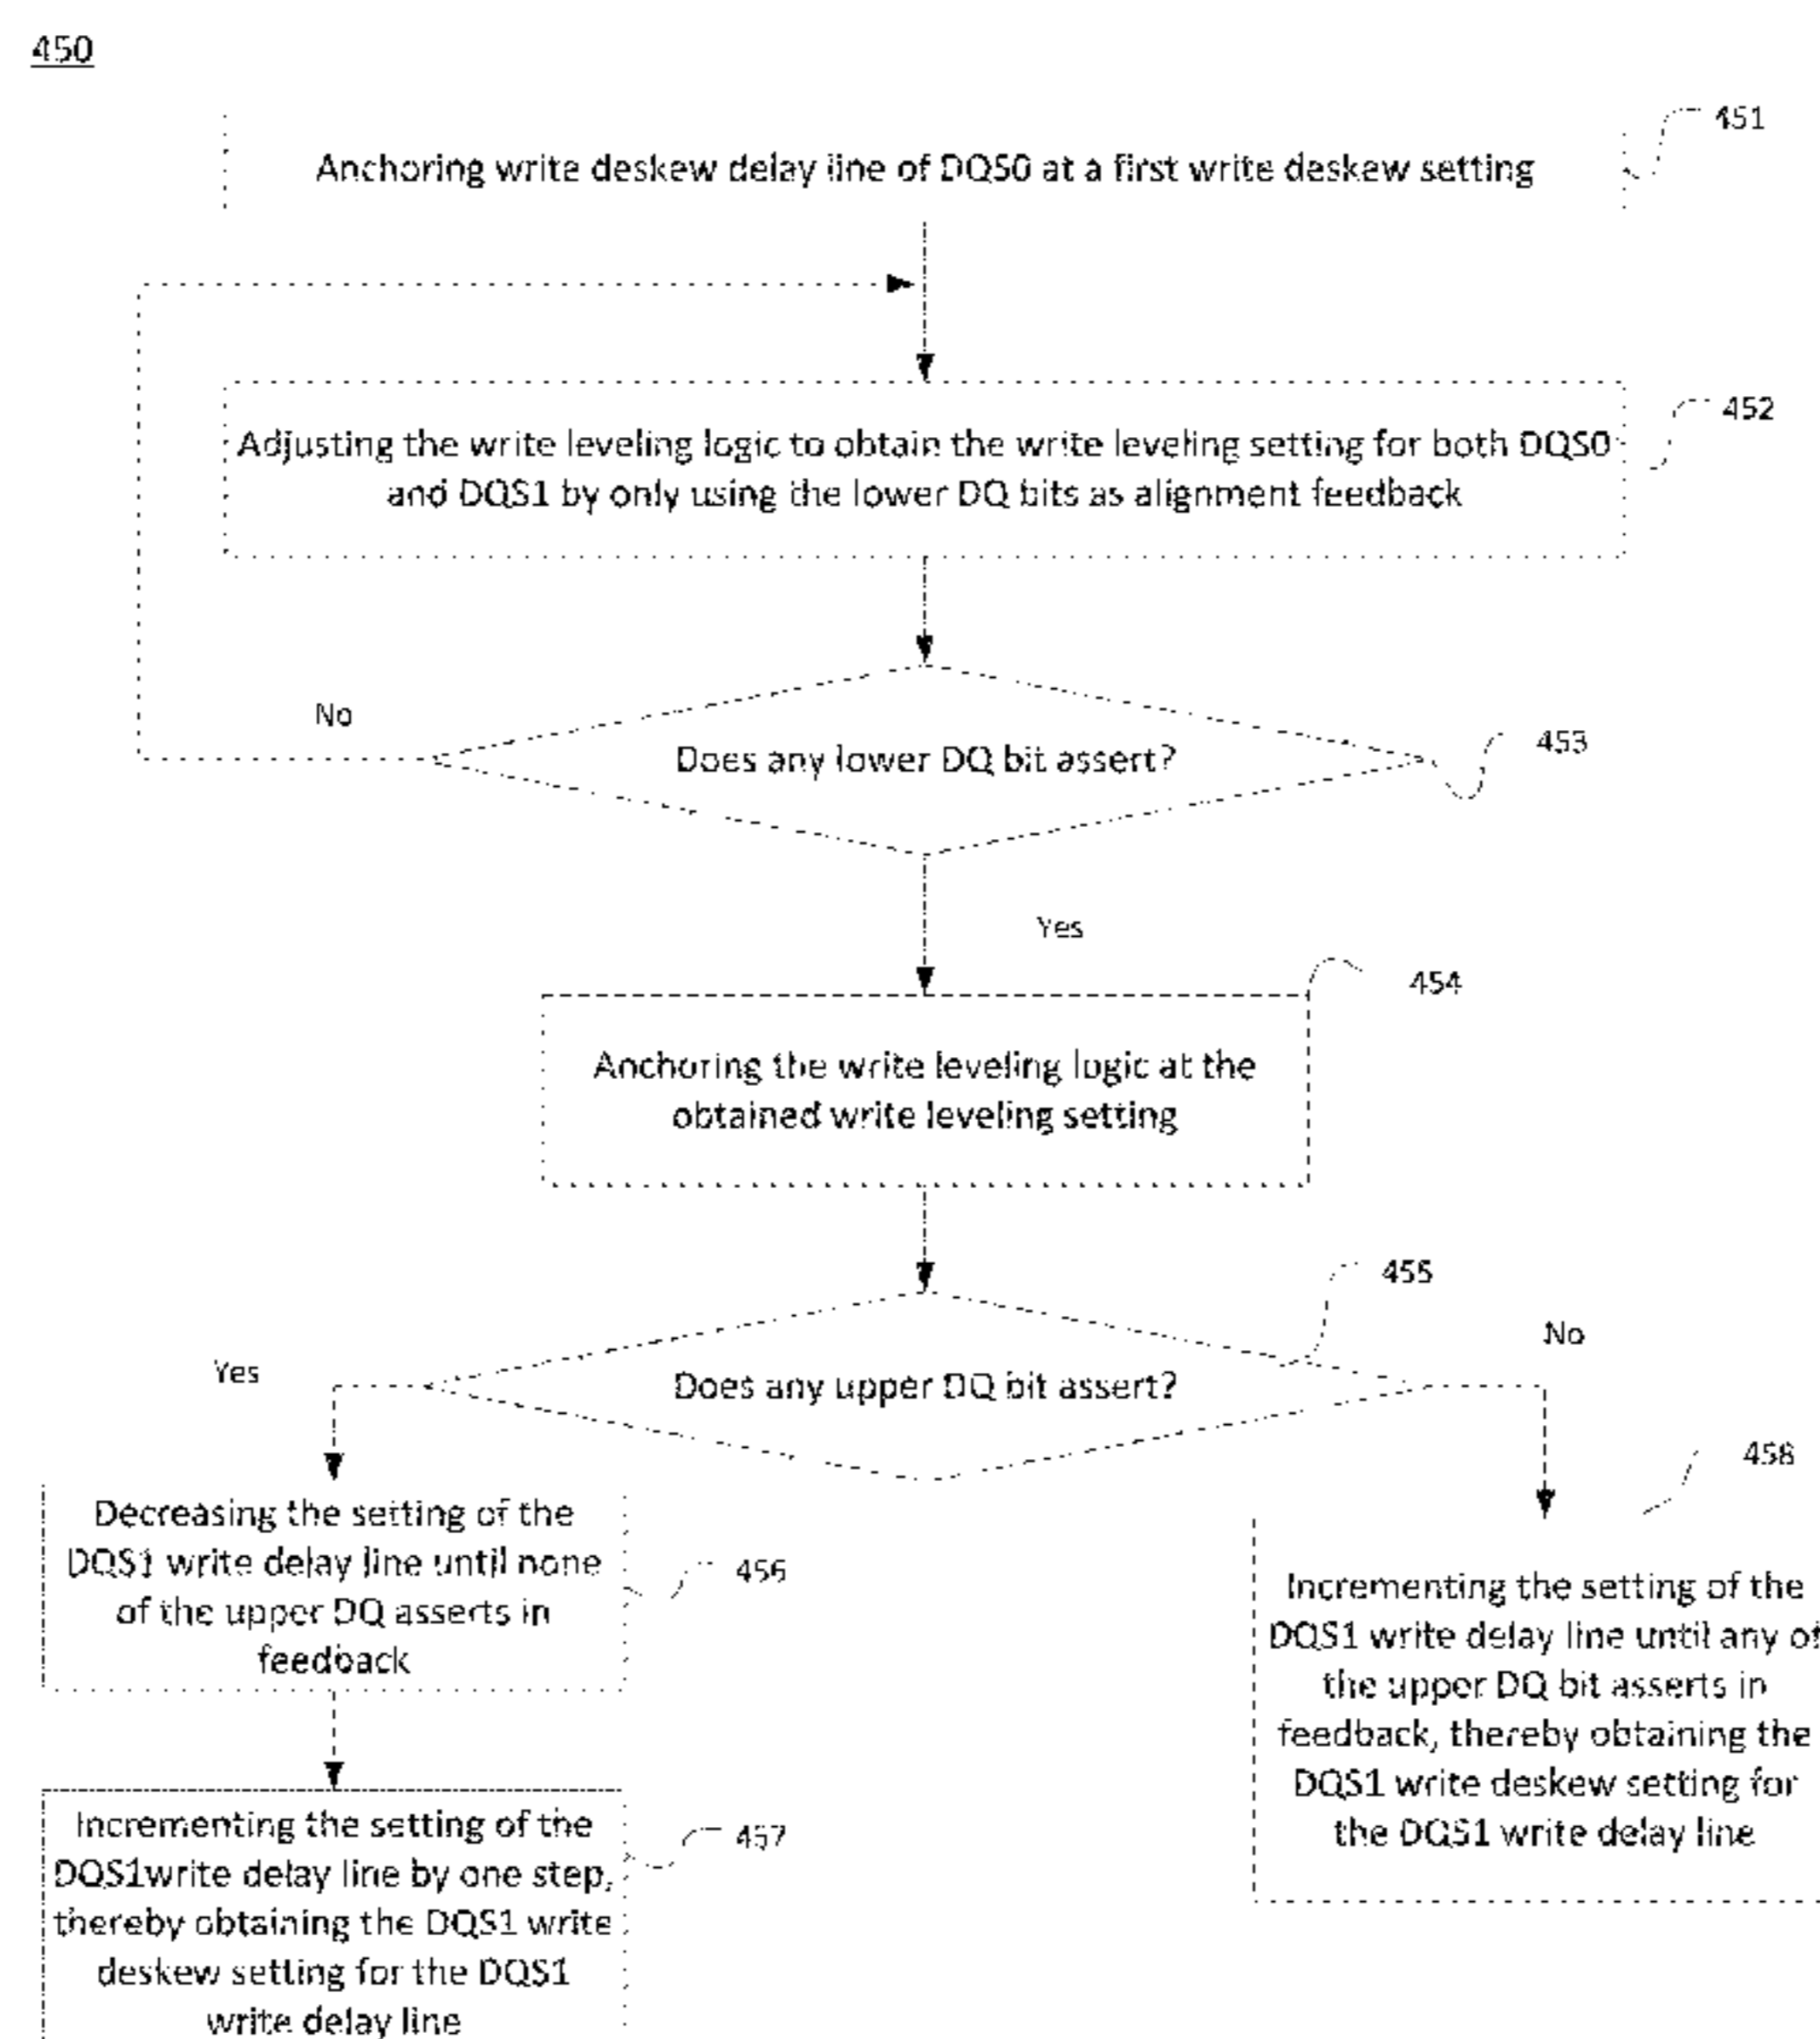 450
451
Anchoring write deskew delay line of DQS0 at a first write deskew setting
452
Adjusting the write leveling logic to obtain the write leveling setting for both DQS0
and DQS1 by only using the lower DQ bits as alignment feedback
No
453
Does any lower DQ bit assert?
Yes
454
Anchoring the write leveling logic at the
obtained write leveling setting
455
No
Yes
Does any upper DQ bit assert?
458
Decreasing the setting of the
DQS1 write delay line until none
of the upper DQ asserts in
feedback
456
Incrementing the setting of the
DQS1 write delay line until any of
the upper DQ bit asserts in
feedback, thereby obtaining the
DQS1 write deskew setting for
the DQS1 write delay line
Incrementing the setting of the
DQS1write delay line by one step,
thereby obtaining the DQS1 write
deskew setting for the DQS1
write delay line
457